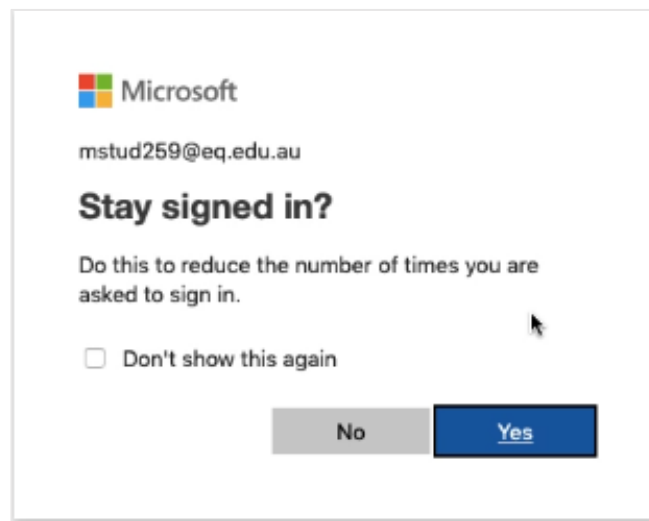 Microsoft
mstud259@eq.edu.au
Stay signed in?
Do this to reduce the number of times you are
asked to sign in.
Don't show this again
No
Yes